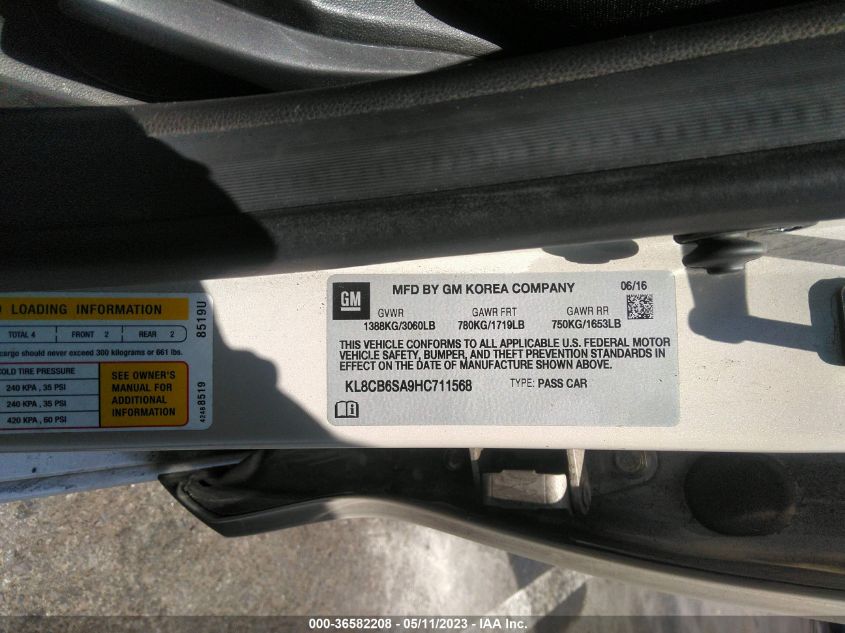 O LOADING INFORMATION
TOTAL 4 FRONT 2 REAR 2
cargo should never exceed 300 kilograms or 661 lbs.
COLD TIRE PRESSURE
240 KPA, 35 PSI
240 KPA, 35 PSI
420 KPA, 60 PSI
SEE OWNER'S
MANUAL FOR
ADDITIONAL
INFORMATION
8519U
4248 8519
GM
MFD BY GM KOREA COMPANY 06/16
GVWR GAWR FRT GAWR RR
1388KG/3060LB 780KG/1719LB 750KG/1653LB
THIS VEHICLE CONFORMS TO ALL APPLICABLE U.S. FEDERAL MOTOR
VEHICLE SAFETY, BUMPER, AND THEFT PREVENTION STANDARDS IN
EFFECT ON THE DATE OF MANUFACTURE SHOWN ABOVE.
KL8CB6SA9HC711568 TYPE: PASS CAR
000-36582208 - 05/11/2023 - IAA Inc.